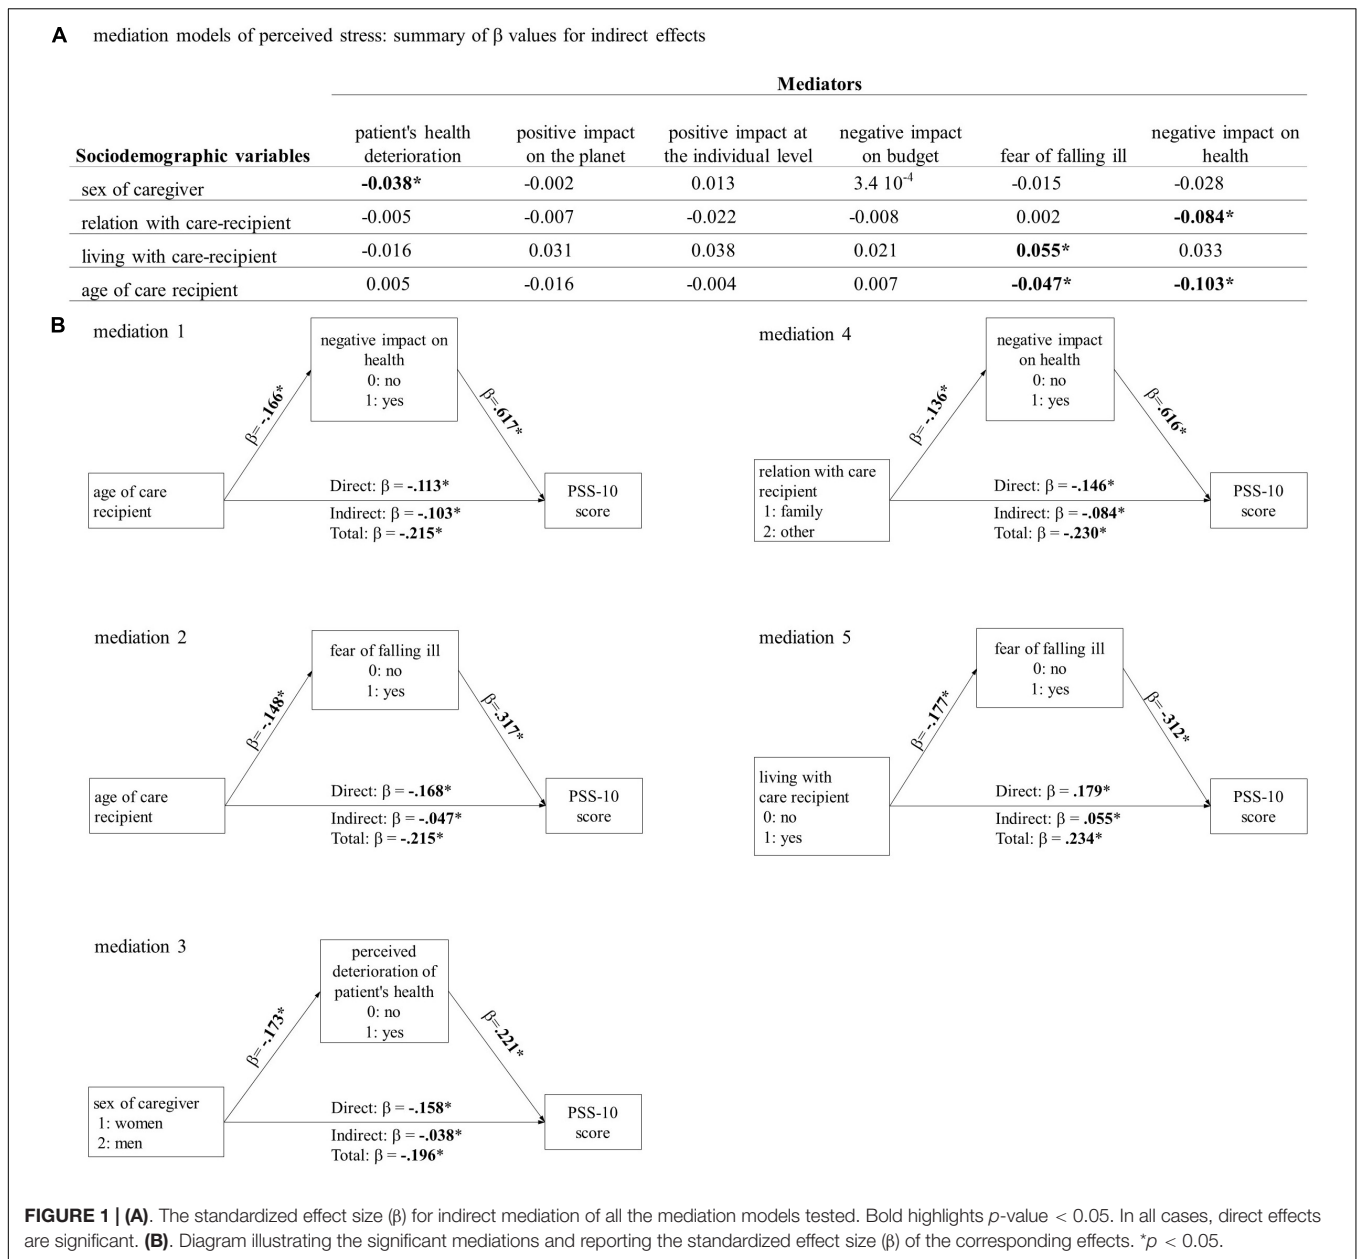 A mediation models of perceived stress: summary of β values for indirect effects
Mediators
Sociodemographic variables patient's health deterioration positive impact on the planet positive impact at the individual level negative impact on budget fear of falling ill negative impact on health
sex of caregiver -0.038* -0.002 0.013 3.4 10-4 -0.015 -0.028
relation with care-recipient -0.005 -0.007 -0.022 -0.008 0.002 -0.084*
living with care-recipient -0.016 0.031 0.038 0.021 0.055* 0.033
age of care recipient 0.005 -0.016 -0.004 0.007 -0.047* -0.103*
B
mediation 1
negative impact on
health
0: no
1: yes
β=-.166*
β=.617*
age of care
recipient
Direct: β = -.113*
Indirect: β = -.103*
Total: β = -.215*
PSS-10
score
mediation 2
fear of falling ill
0: no
1: yes
β=-.148*
β=.317*
age of care
recipient
Direct: β = -.168*
Indirect: β = -.047*
Total: β = -.215*
PSS-10
score
mediation 3
perceived
deterioration of
patient's health
0: no
1: yes
β=-.173*
β=.221*
sex of caregiver
1: women
2: men
Direct: β = -.158*
Indirect: β = -.038*
Total: β = -.196*
PSS-10
score
mediation 4
negative impact
on health
0: no
1: yes
β=-.136*
β=.616*
relation with care
recipient
1: family
2: other
Direct: β = -.146*
Indirect: β = -.084*
Total: β = -.230*
PSS-10
score
mediation 5
fear of falling ill
0: no
1: yes
β=-.177*
β=-312*
living with
care recipient
0: no
1: yes
Direct: β = .179*
Indirect: β = .055*
Total: β = .234*
PSS-10
score
FIGURE 1 | (A). The standardized effect size (β) for indirect mediation of all the mediation models tested. Bold highlights p-value < 0.05. In all cases, direct effects
are significant. (B). Diagram illustrating the significant mediations and reporting the standardized effect size (β) of the corresponding effects. *p < 0.05.